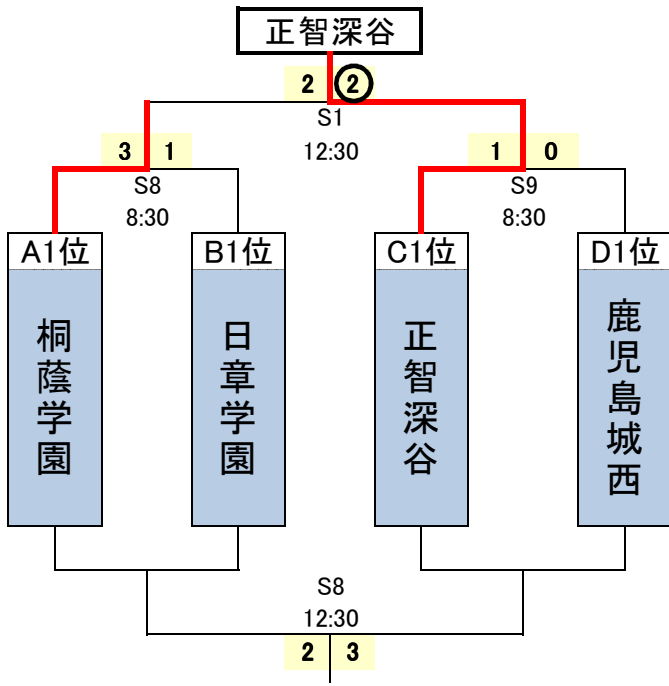 正智深谷
2 2
S1
12:30
3 1
1 0
S8
S9
8:30
8:30
A1位
B1位
C1位
D1位
桐蔭学園
日章学園
正智深谷
鹿児島城西
S8
12:30
2 3